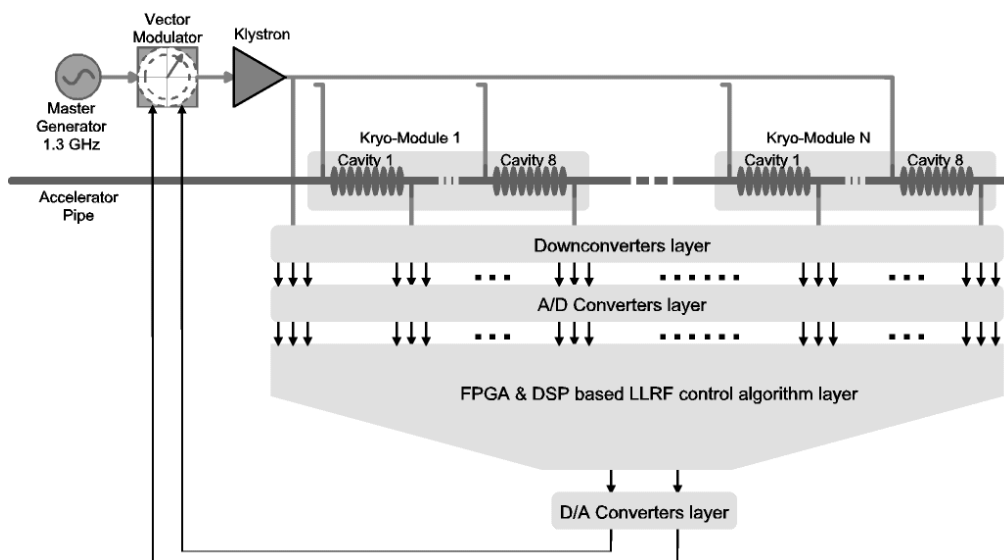 Vector
Modulator
Klystron
Master
Generator
1.3 GHz
Kryo-Module 1
Kryo-Module N
Cavity 1
Cavity 8
Cavity 1
Cavity 8
Accelerator
Pipe
Downconverters layer
A/D Converters layer
FPGA & DSP based LLRF control algorithm layer
D/A Converters layer